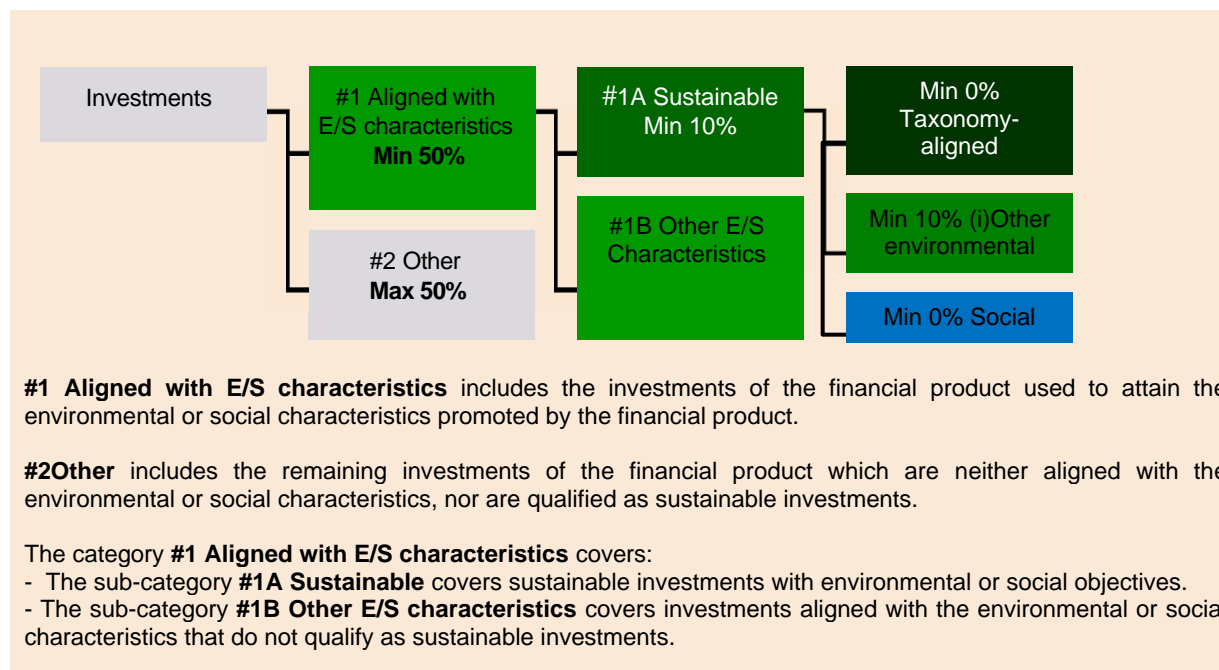 Investments
#1 Aligned with
E/S characteristics
Min 50%
#2 Other
Max 50%
#1A Sustainable
Min 10%
#1B Other E/S
Characteristics
Min 0%
Taxonomy-
aligned
Min 10% (i)Other
environmental
Min 0% Social
#1 Aligned with E/S characteristics includes the investments of the financial product used to attain the
environmental or social characteristics promoted by the financial product.
#2Other includes the remaining investments of the financial product which are neither aligned with the
environmental or social characteristics, nor are qualified as sustainable investments.
The category #1 Aligned with E/S characteristics covers:
- The sub-category #1A Sustainable covers sustainable investments with environmental or social objectives.
- The sub-category #1B Other E/S characteristics covers investments aligned with the environmental or social
characteristics that do not qualify as sustainable investments.